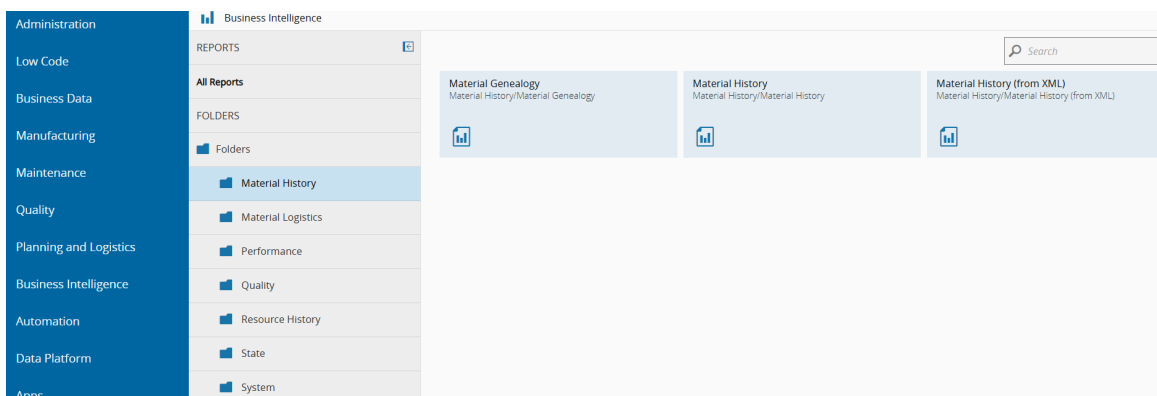 Administration
Low Code
Business Data
Manufacturing
Maintenance
Quality
Planning and Logistics
Business Intelligence
Automation
Data Platform
Apps
Business Intelligence
REPORTS
All Reports
FOLDERS
Folders
Material History
Material Logistics
Performance
Quality
Resource History
State
System
Search
Material Genealogy
Material History/Material Genealogy
Material History
Material History/Material History
Material History (from XML)
Material History/Material History (from XML)